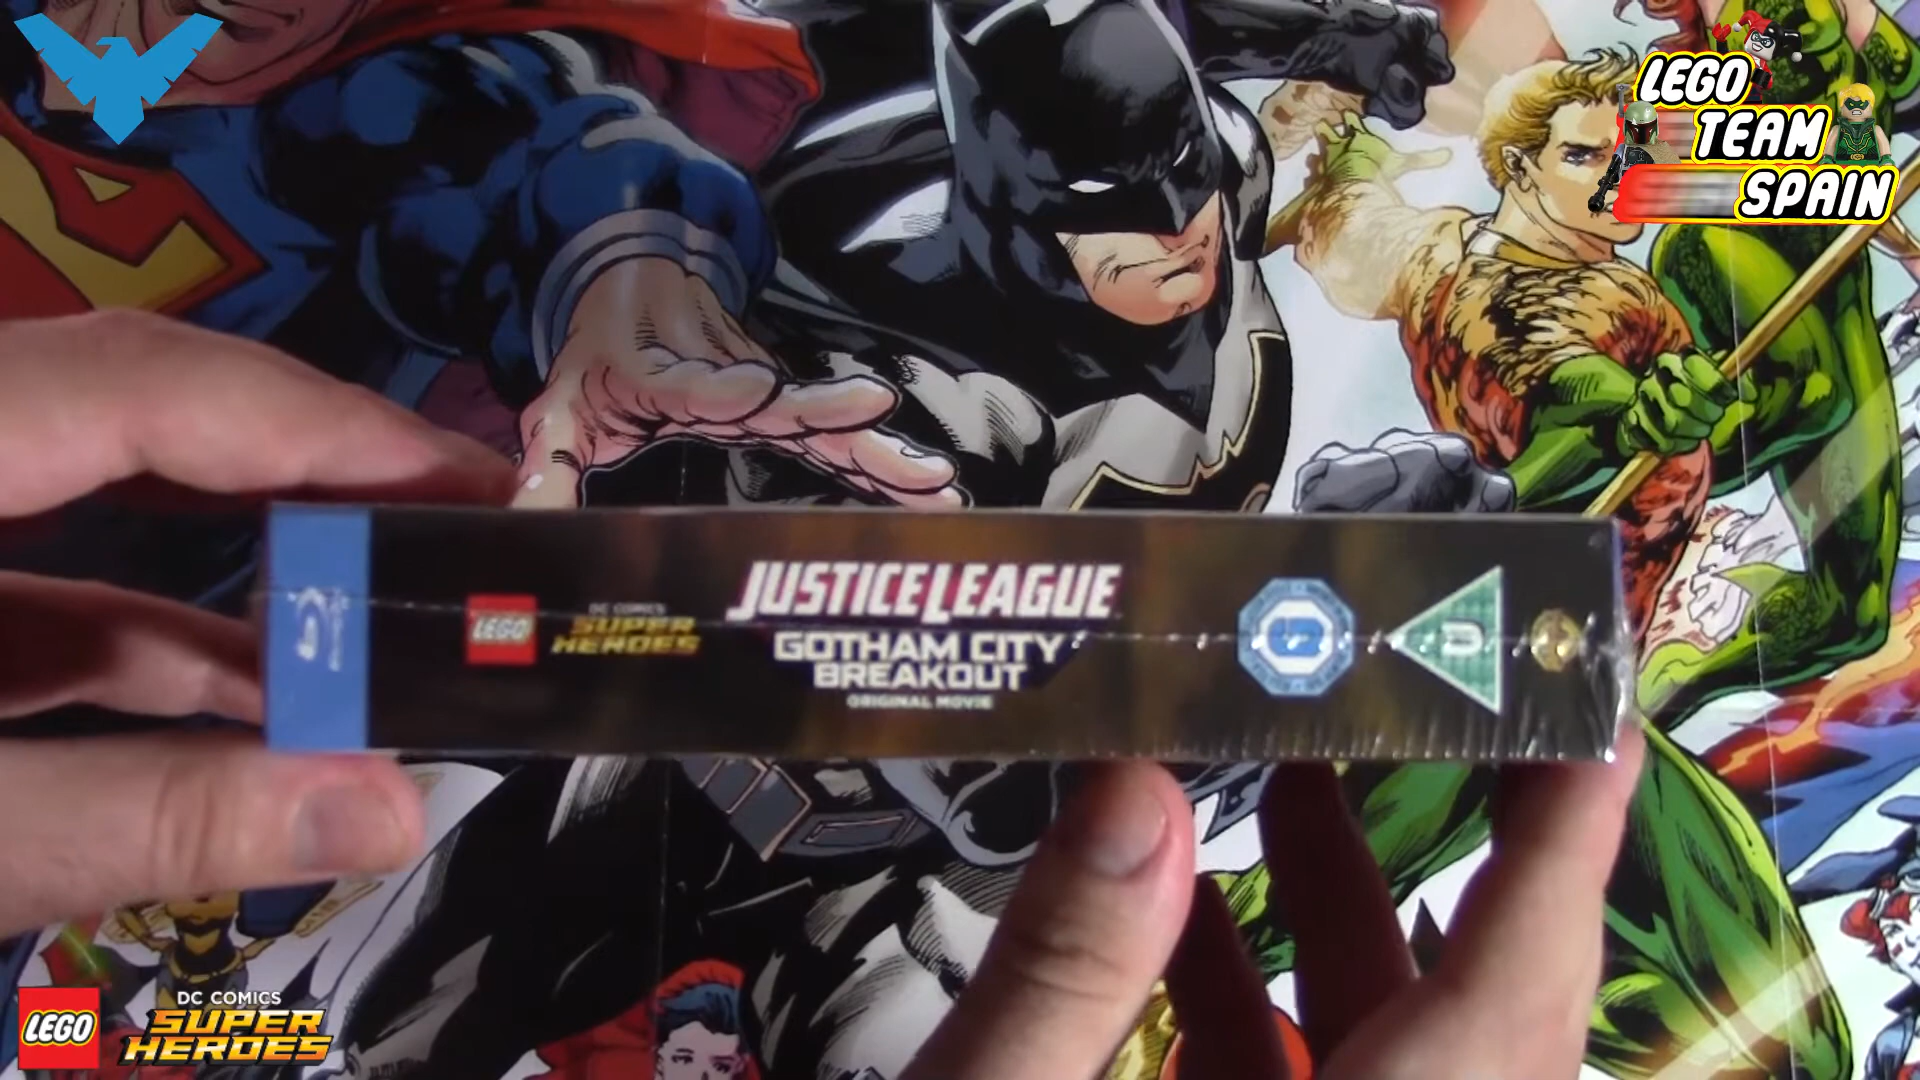 LEGO
TEAM
SPAIN
LEGO
DC COMICS
SUPER
HEROES
JUSTICE LEAGUE
GOTHAM CITY
BREAKOUT
ORIGINAL MOVIE
U
LEGO
DC COMICS
SUPER
HEROES